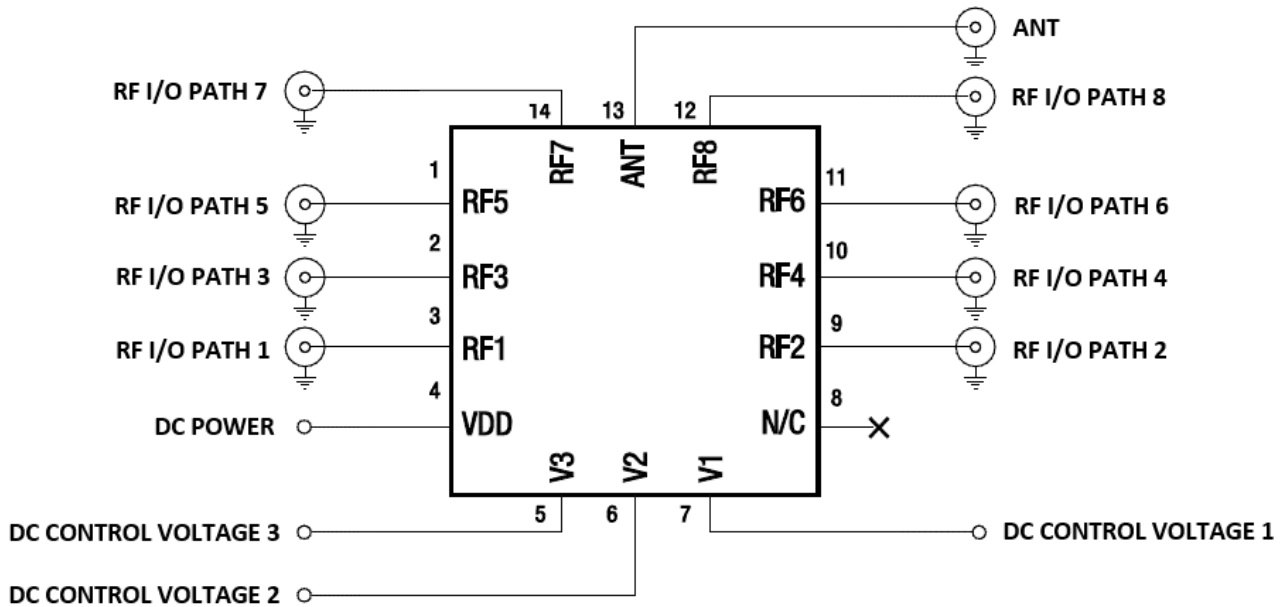 ANT
RF I/O PATH 7
RF I/O PATH 8
14 13 12
RF7 ANT RF8
1 11
RF I/O PATH 5 RF5 RF6 RF I/O PATH 6
2 10
RF I/O PATH 3 RF3 RF4 RF I/O PATH 4
3 9
RF I/O PATH 1 RF1 RF2 RF I/O PATH 2
4 8
DC POWER VDD N/C
V3 V2 V1
5 6 7
DC CONTROL VOLTAGE 3 DC CONTROL VOLTAGE 1
DC CONTROL VOLTAGE 2